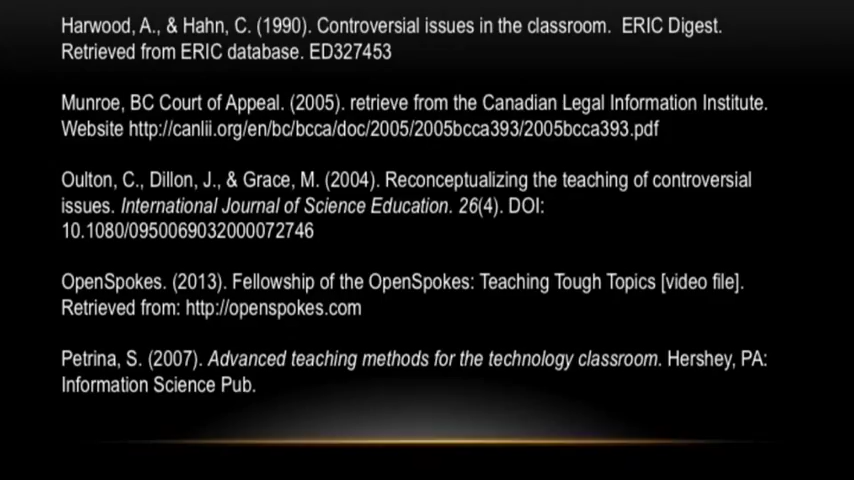 Harwood, A., & Hahn, C. (1990). Controversial issues in the classroom.  ERIC Digest.
Retrieved from ERIC database. ED327453
Munroe, BC Court of Appeal. (2005). retrieve from the Canadian Legal Information Institute.
Website http://canlii.org/en/bc/bcca/doc/2005/2005bcca393/2005bcca393.pdf
Oulton, C., Dillon, J., & Grace, M. (2004). Reconceptualizing the teaching of controversial
issues. International Journal of Science Education. 26(4). DOI:
10.1080/0950069032000072746
OpenSpokes. (2013). Fellowship of the OpenSpokes: Teaching Tough Topics [video file].
Retrieved from: http://openspokes.com
Petrina, S. (2007). Advanced teaching methods for the technology classroom. Hershey, PA:
Information Science Pub.